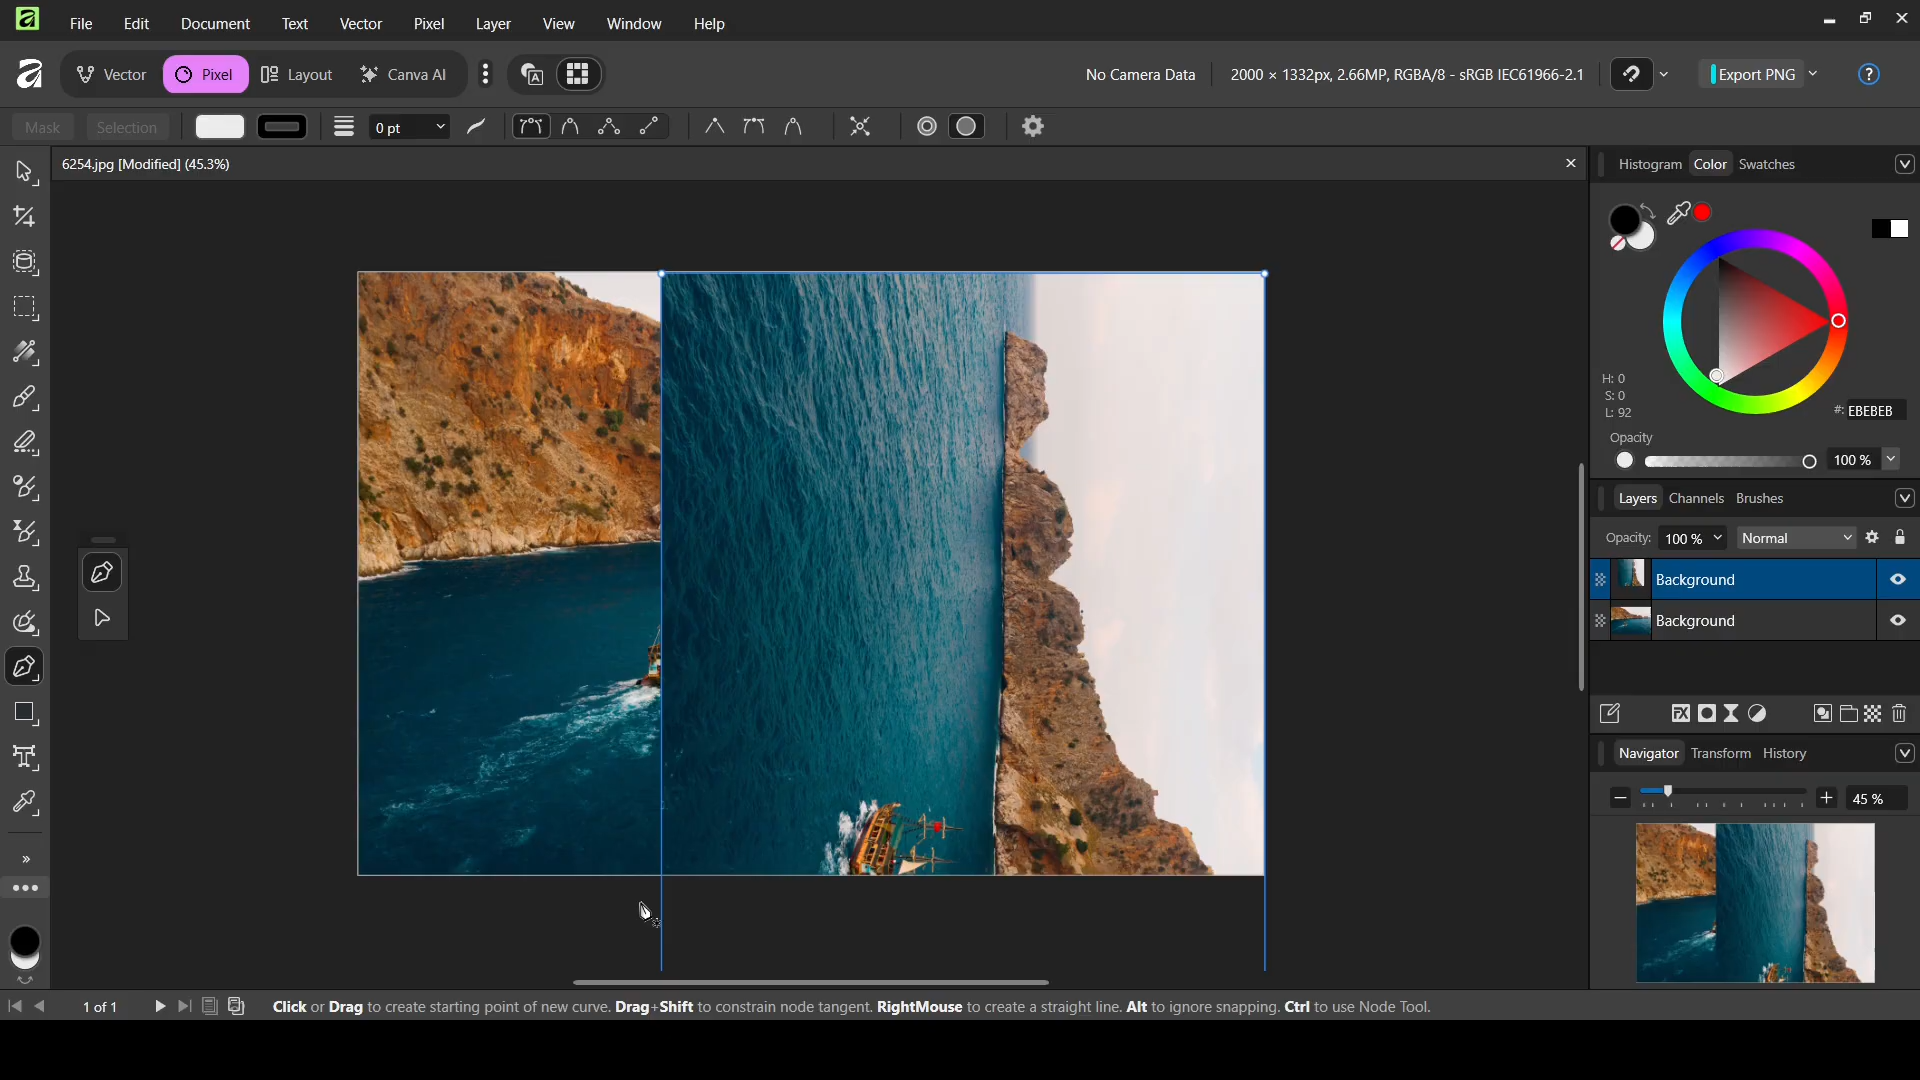 File Edit Document Text Vector Pixel Layer View Window Help
Vector Pixel Layout Canva AI No Camera Data 2000 × 1332px, 2.66MP, RGBA/8 - sRGB IEC61966-2.1 Export PNG ?
Mask Selection 0 pt
6254.jpg [Modified] (45.3%)
Histogram Color Swatches
H: 0
S: 0
L: 92
#: EBEBEB
Opacity
100 %
Layers Channels Brushes
Opacity: 100 % Normal
Background
Background
Navigator Transform History
45 %
1 of 1 Click or Drag to create starting point of new curve. Drag+Shift to constrain node tangent. RightMouse to create a straight line. Alt to ignore snapping. Ctrl to use Node Tool.